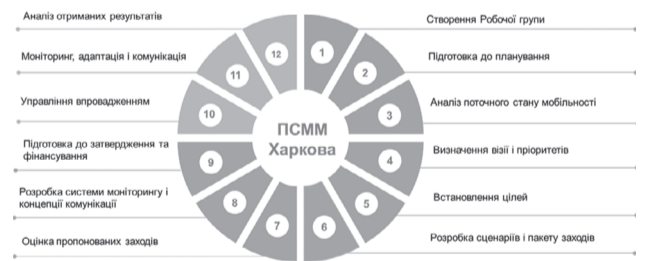 Аналіз отриманих результатів
Моніторинг, адаптація і комунікація
Управління впровадженням
Підготовка до затвердження та
фінансування
Розробка системи моніторингу і
концепції комунікації
Оцінка пропонованих заходів
12
11
10
9
8
7
ПСММ
Харкова
1
2
3
4
5
6
Створення Робочої групи
Підготовка до планування
Аналіз поточного стану мобільності
Визначення візії і пріоритетів
Встановлення цілей
Розробка сценаріїв і пакету заходів